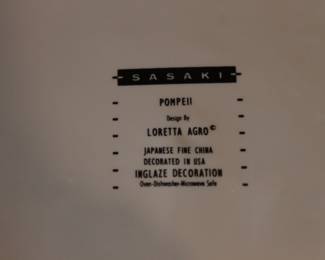 SASAKI
POMPEII
Design By
LORETTA AGRO©
JAPANESE FINE CHINA
DECORATED IN USA
INGLAZE DECORATION
Oven-Dishwasher-Microwave Safe